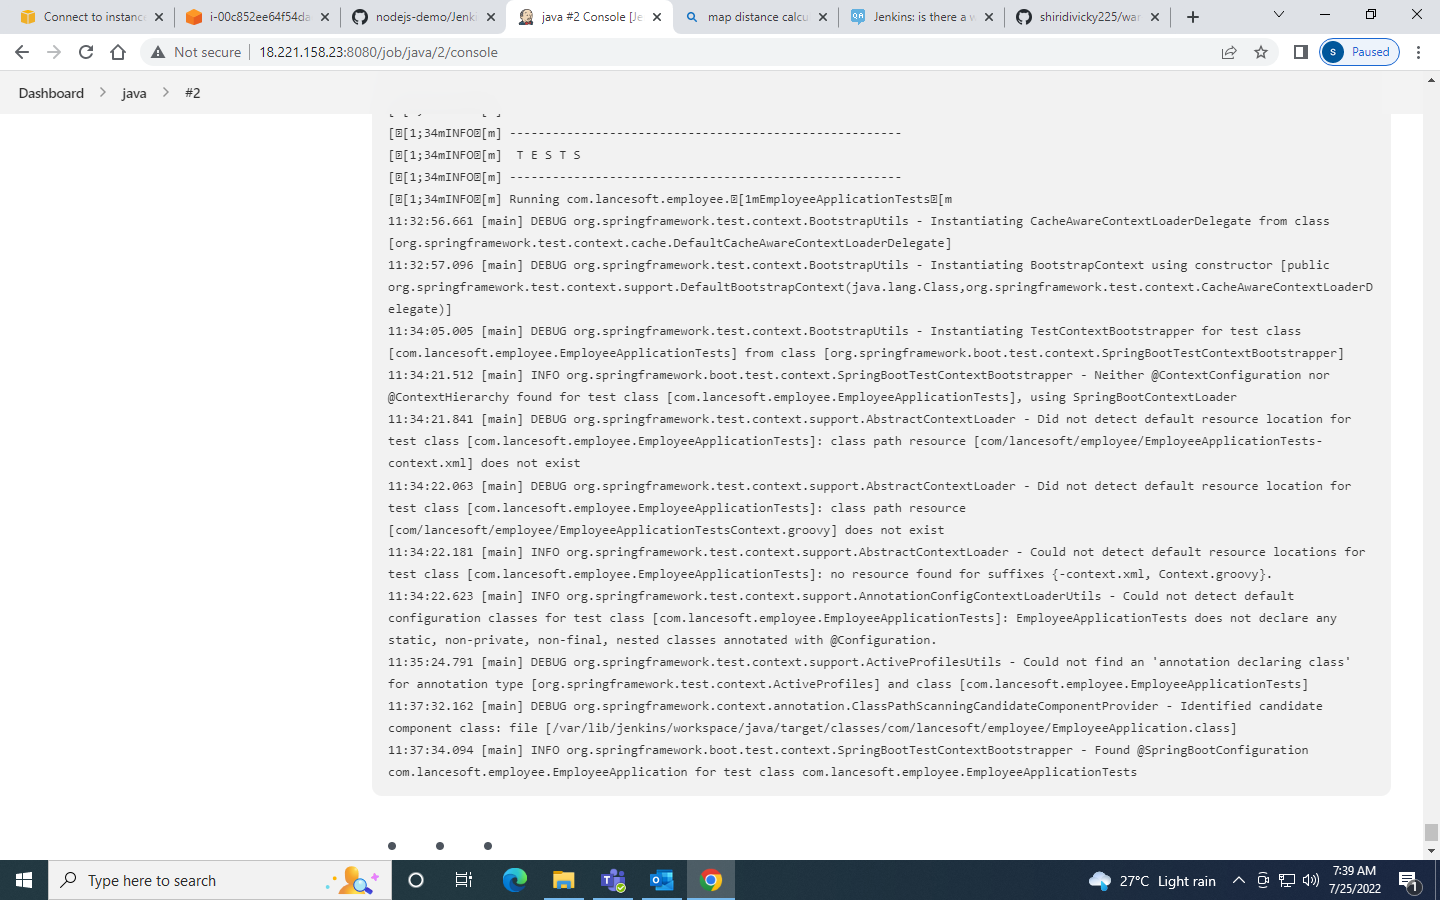 Connect to instanc
i-00c852ee64f54da
nodejs-demo/Jenki
java #2 Console [Je
map distance calcu
Jenkins: is there a w
shiridivicky225/war
Not secure
18.221.158.23:8080/job/java/2/console
S
Paused
Dashboard
java
#2
[[1;34mINFO[m] -------------------------------------------------------
[[1;34mINFO[m]  T E S T S
[[1;34mINFO[m] -------------------------------------------------------
[[1;34mINFO[m] Running com.lancesoft.employee.[1mEmployeeApplicationTests[m
11:32:56.661 [main] DEBUG org.springframework.test.context.BootstrapUtils - Instantiating CacheAwareContextLoaderDelegate from class
[org.springframework.test.context.cache.DefaultCacheAwareContextLoaderDelegate]
11:32:57.096 [main] DEBUG org.springframework.test.context.BootstrapUtils - Instantiating BootstrapContext using constructor [public
org.springframework.test.context.support.DefaultBootstrapContext(java.lang.Class,org.springframework.test.context.CacheAwareContextLoaderD
elegate)]
11:34:05.005 [main] DEBUG org.springframework.test.context.BootstrapUtils - Instantiating TestContextBootstrapper for test class
[com.lancesoft.employee.EmployeeApplicationTests] from class [org.springframework.boot.test.context.SpringBootTestContextBootstrapper]
11:34:21.512 [main] INFO org.springframework.boot.test.context.SpringBootTestContextBootstrapper - Neither @ContextConfiguration nor
@ContextHierarchy found for test class [com.lancesoft.employee.EmployeeApplicationTests], using SpringBootContextLoader
11:34:21.841 [main] DEBUG org.springframework.test.context.support.AbstractContextLoader - Did not detect default resource location for
test class [com.lancesoft.employee.EmployeeApplicationTests]: class path resource [com/lancesoft/employee/EmployeeApplicationTests-
context.xml] does not exist
11:34:22.063 [main] DEBUG org.springframework.test.context.support.AbstractContextLoader - Did not detect default resource location for
test class [com.lancesoft.employee.EmployeeApplicationTests]: class path resource
[com/lancesoft/employee/EmployeeApplicationTestsContext.groovy] does not exist
11:34:22.181 [main] INFO org.springframework.test.context.support.AbstractContextLoader - Could not detect default resource locations for
test class [com.lancesoft.employee.EmployeeApplicationTests]: no resource found for suffixes {-context.xml, Context.groovy}.
11:34:22.623 [main] INFO org.springframework.test.context.support.AnnotationConfigContextLoaderUtils - Could not detect default
configuration classes for test class [com.lancesoft.employee.EmployeeApplicationTests]: EmployeeApplicationTests does not declare any
static, non-private, non-final, nested classes annotated with @Configuration.
11:35:24.791 [main] DEBUG org.springframework.test.context.support.ActiveProfilesUtils - Could not find an 'annotation declaring class'
for annotation type [org.springframework.test.context.ActiveProfiles] and class [com.lancesoft.employee.EmployeeApplicationTests]
11:37:32.162 [main] DEBUG org.springframework.context.annotation.ClassPathScanningCandidateComponentProvider - Identified candidate
component class: file [/var/lib/jenkins/workspace/java/target/classes/com/lancesoft/employee/EmployeeApplication.class]
11:37:34.094 [main] INFO org.springframework.boot.test.context.SpringBootTestContextBootstrapper - Found @SpringBootConfiguration
com.lancesoft.employee.EmployeeApplication for test class com.lancesoft.employee.EmployeeApplicationTests
Type here to search
27°C Light rain
7:39 AM
7/25/2022
1